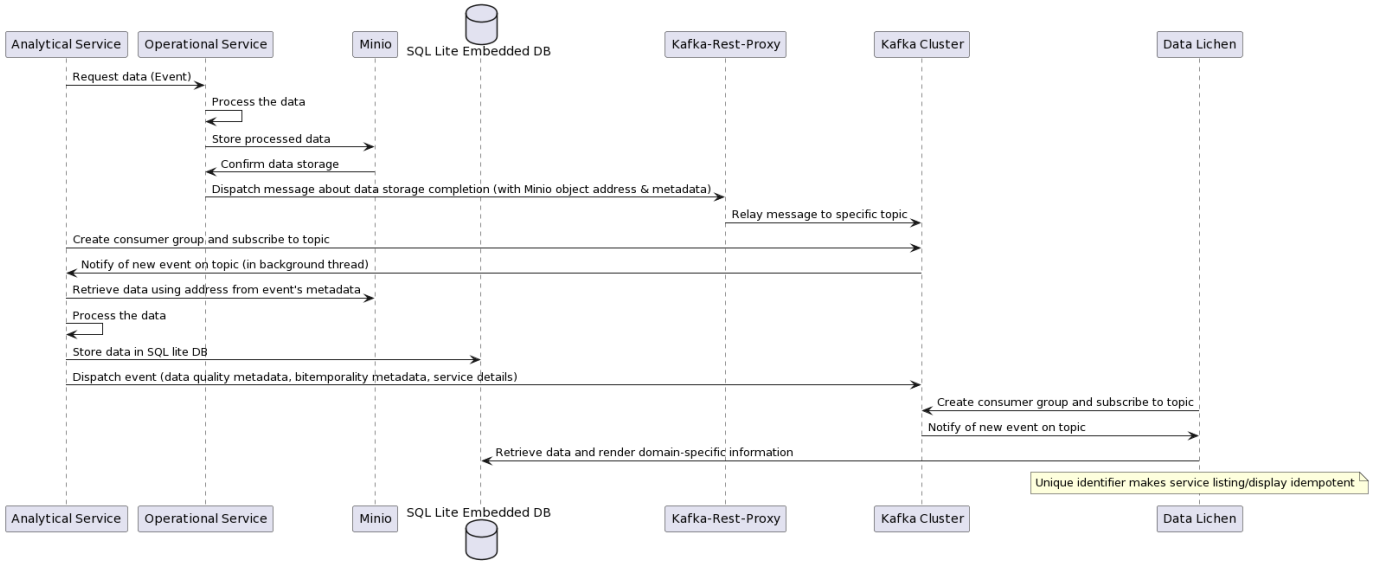 Analytical Service
Operational Service
Minio
SQL Lite Embedded DB
Kafka-Rest-Proxy
Kafka Cluster
Data Lichen
Request data (Event)
Process the data
Store processed data
Confirm data storage
Dispatch message about data storage completion (with Minio object address & metadata)
Relay message to specific topic
Create consumer group and subscribe to topic
Notify of new event on topic (in background thread)
Retrieve data using address from event's metadata
Process the data
Store data in SQL lite DB
Dispatch event (data quality metadata, bitemporality metadata, service details)
Create consumer group and subscribe to topic
Notify of new event on topic
Retrieve data and render domain-specific information
Unique identifier makes service listing/display idempotent
Analytical Service
Operational Service
Minio
SQL Lite Embedded DB
Kafka-Rest-Proxy
Kafka Cluster
Data Lichen